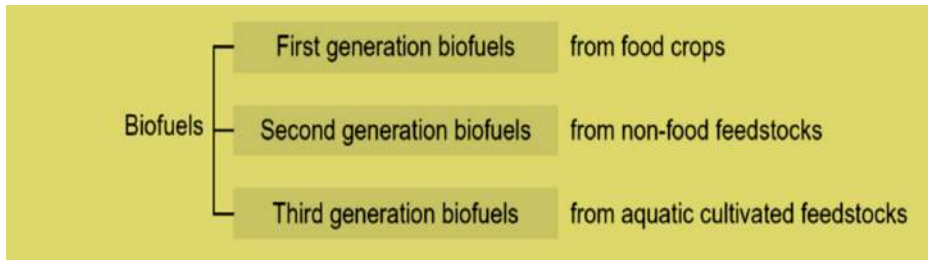 First generation biofuels from food crops
Biofuels Second generation biofuels from non-food feedstocks
Third generation biofuels from aquatic cultivated feedstocks